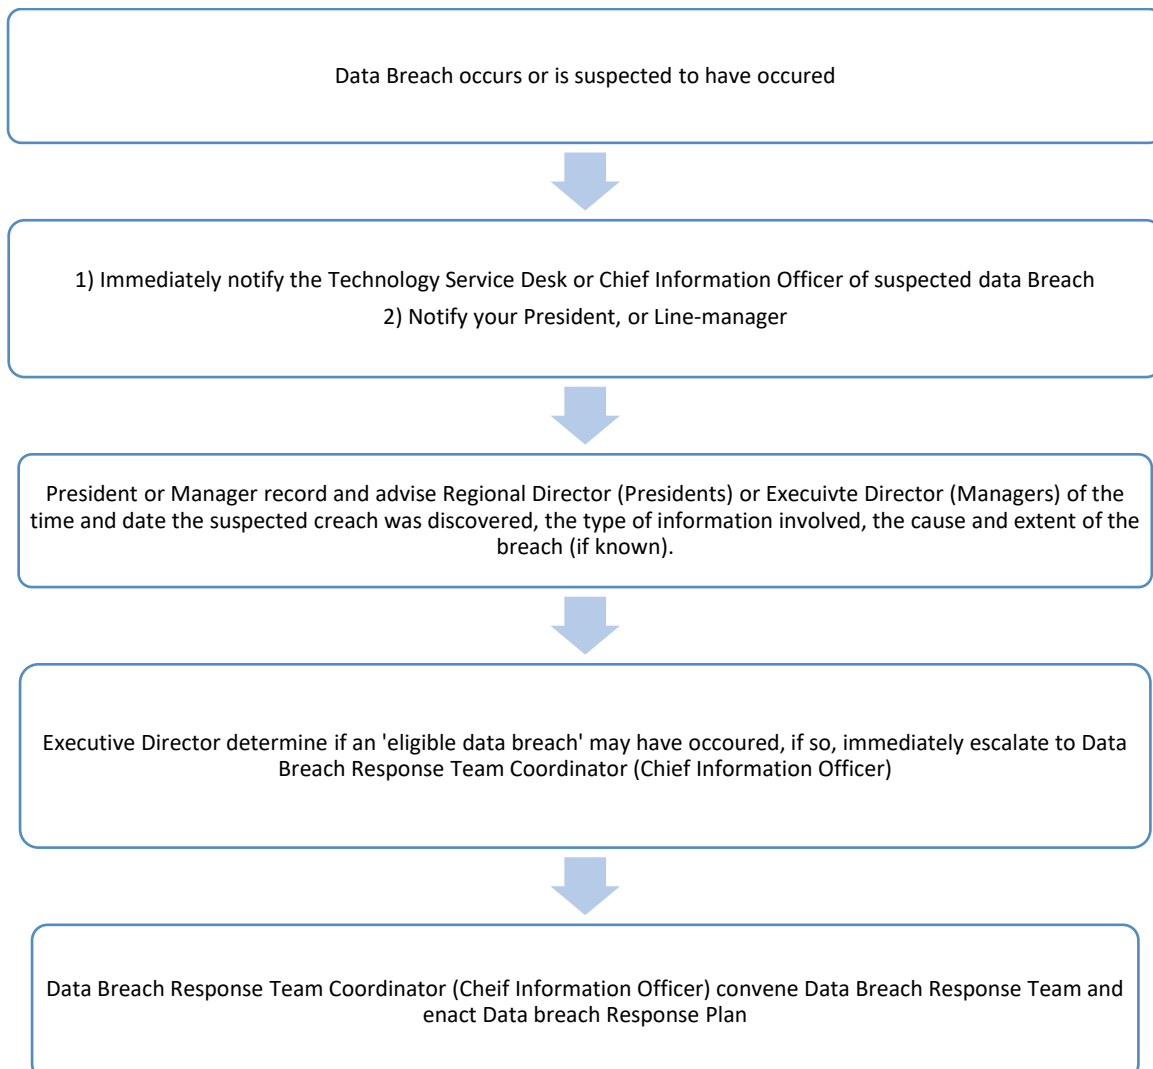 Data Breach occurs or is suspected to have occured
1) Immediately notify the Technology Service Desk or Chief Information Officer of suspected data Breach
2) Notify your President, or Line-manager
President or Manager record and advise Regional Director (Presidents) or Execuivte Director (Managers) of the
time and date the suspected creach was discovered, the type of information involved, the cause and extent of the
breach (if known).
Executive Director determine if an 'eligible data breach' may have occoured, if so, immediately escalate to Data
Breach Response Team Coordinator (Chief Information Officer)
Data Breach Response Team Coordinator (Cheif Information Officer) convene Data Breach Response Team and
enact Data breach Response Plan